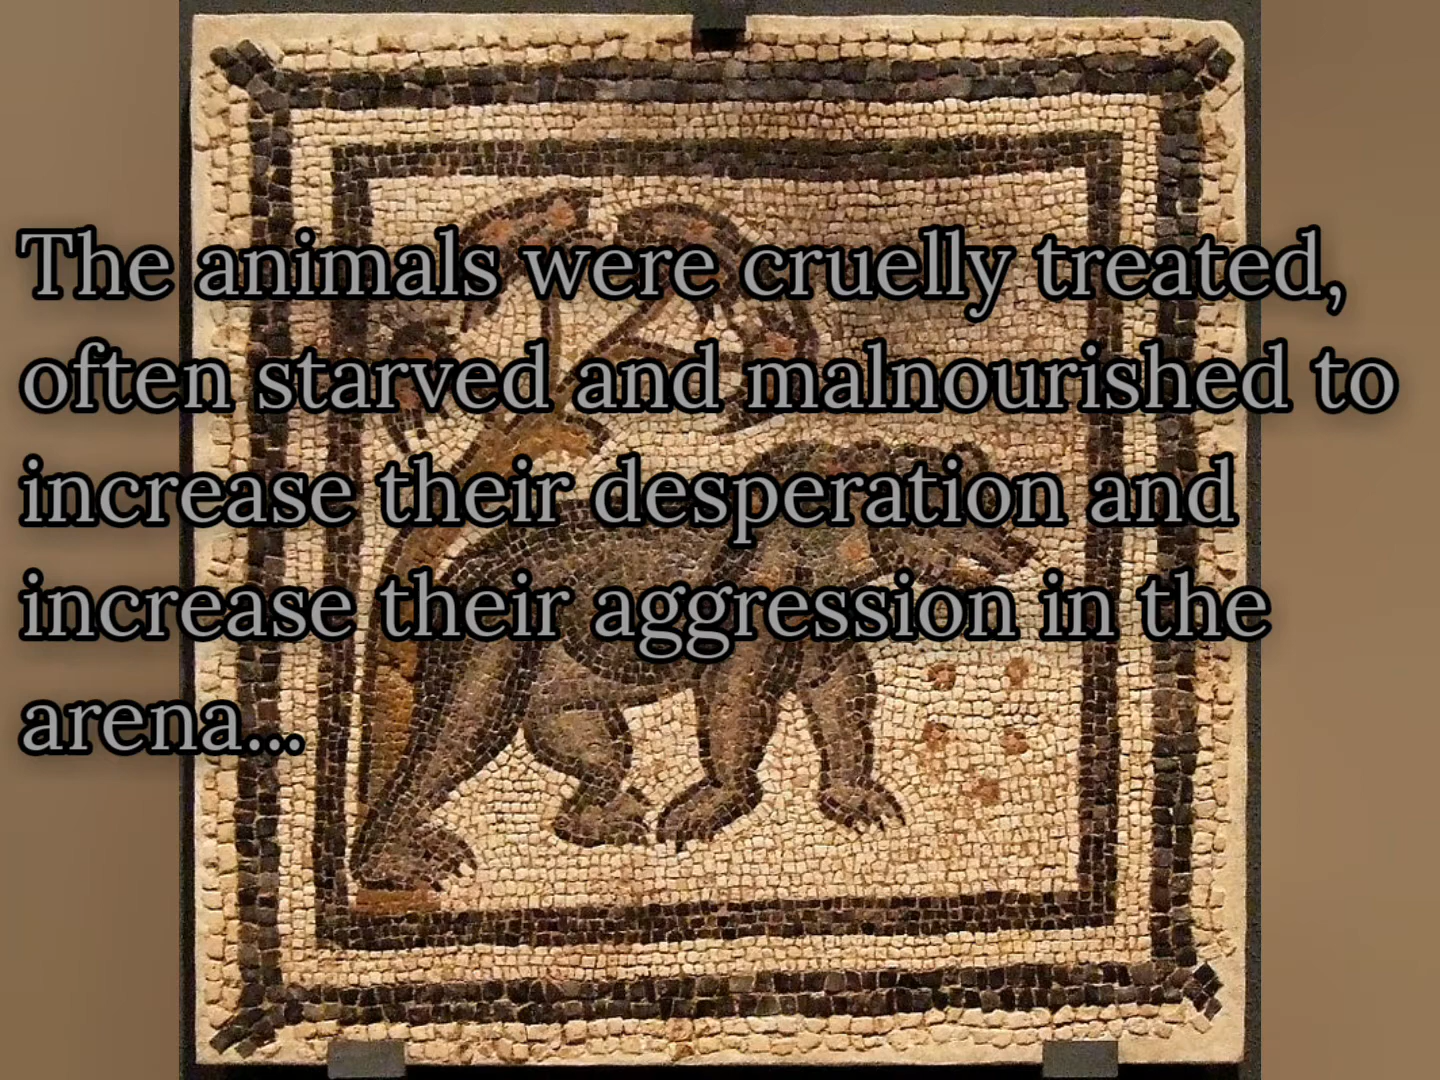 The animals were cruelly treated,
often starved and malnourished to
increase their desperation and
increase their aggression in the
arena...